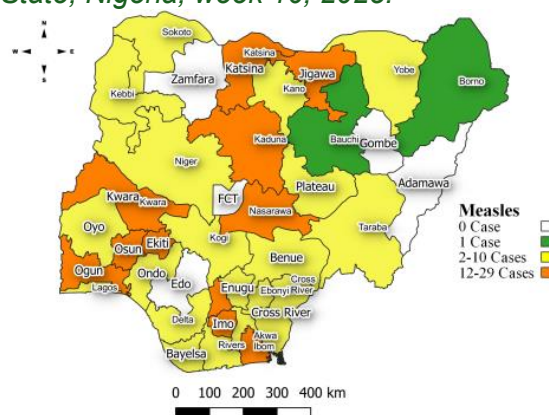 State, Nigeria, week
N
W E
S
Sokoto
Katsina
Katsina
Jigawa
Zamfara
Yobe
Borno
Kebbi
Kano
Kaduna
Bauchi
Gombe
Niger
Adamawa
Plateau
Kwara
Kwara
FCT
Nasarawa
Taraba
Measles
0 Case
1 Case
2-10 Cases
12-29 Cases
Oyo
Osun
Ekiti
Kogi
Benue
Ogun
Ondo
Edo
Lagos
Enugu
Ebonyi
Cross
River
Cross River
Delta
Imo
Akwa
Ibom
Rivers
Bayelsa
0 100 200 300 400 km